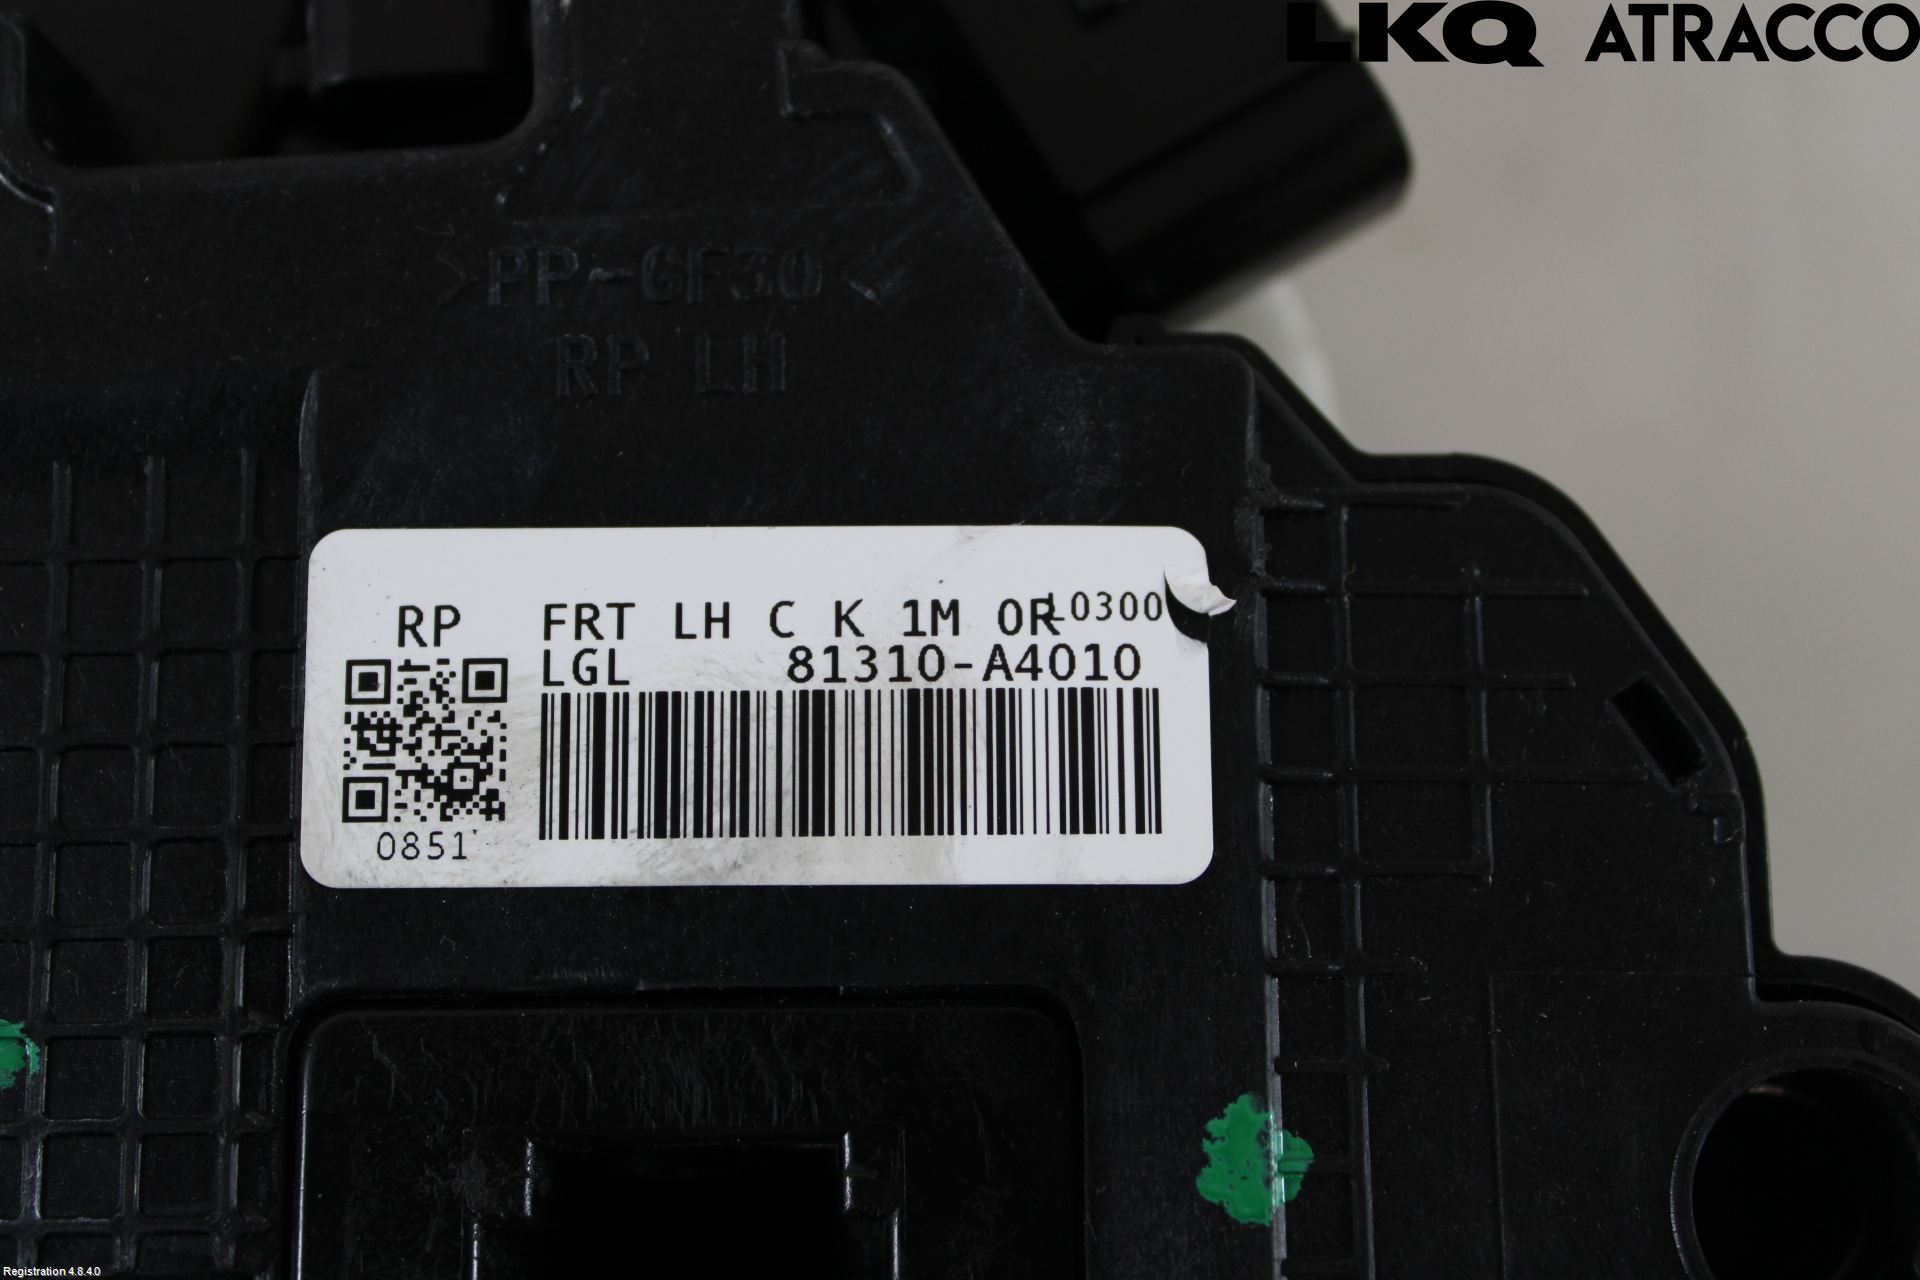 LKQ ATRACCO
>PP-GF30<
RP LH
RP FRT LH C K 1M 0R L0300
LGL 81310-A4010
0851
Registration 4.8.4.0